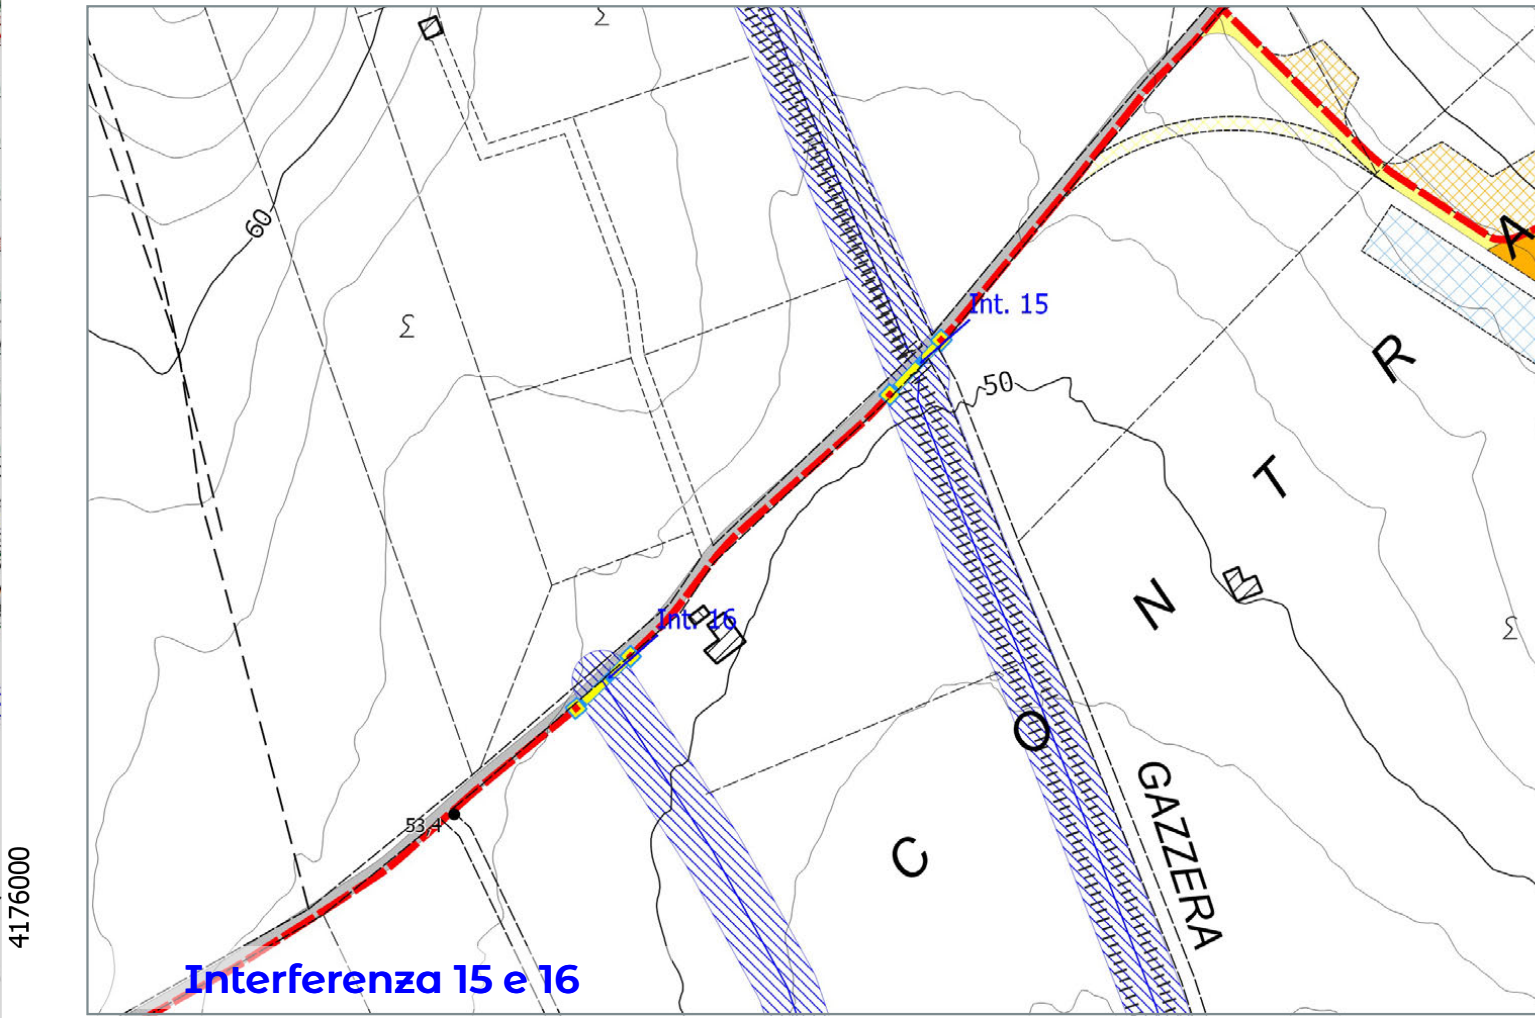 Σ
60
Σ
Int. 15
50
A
R
T
N
O
C
Int. 16
Σ
GAZZERA
53,4
4176000
Interferenza 15 e 16